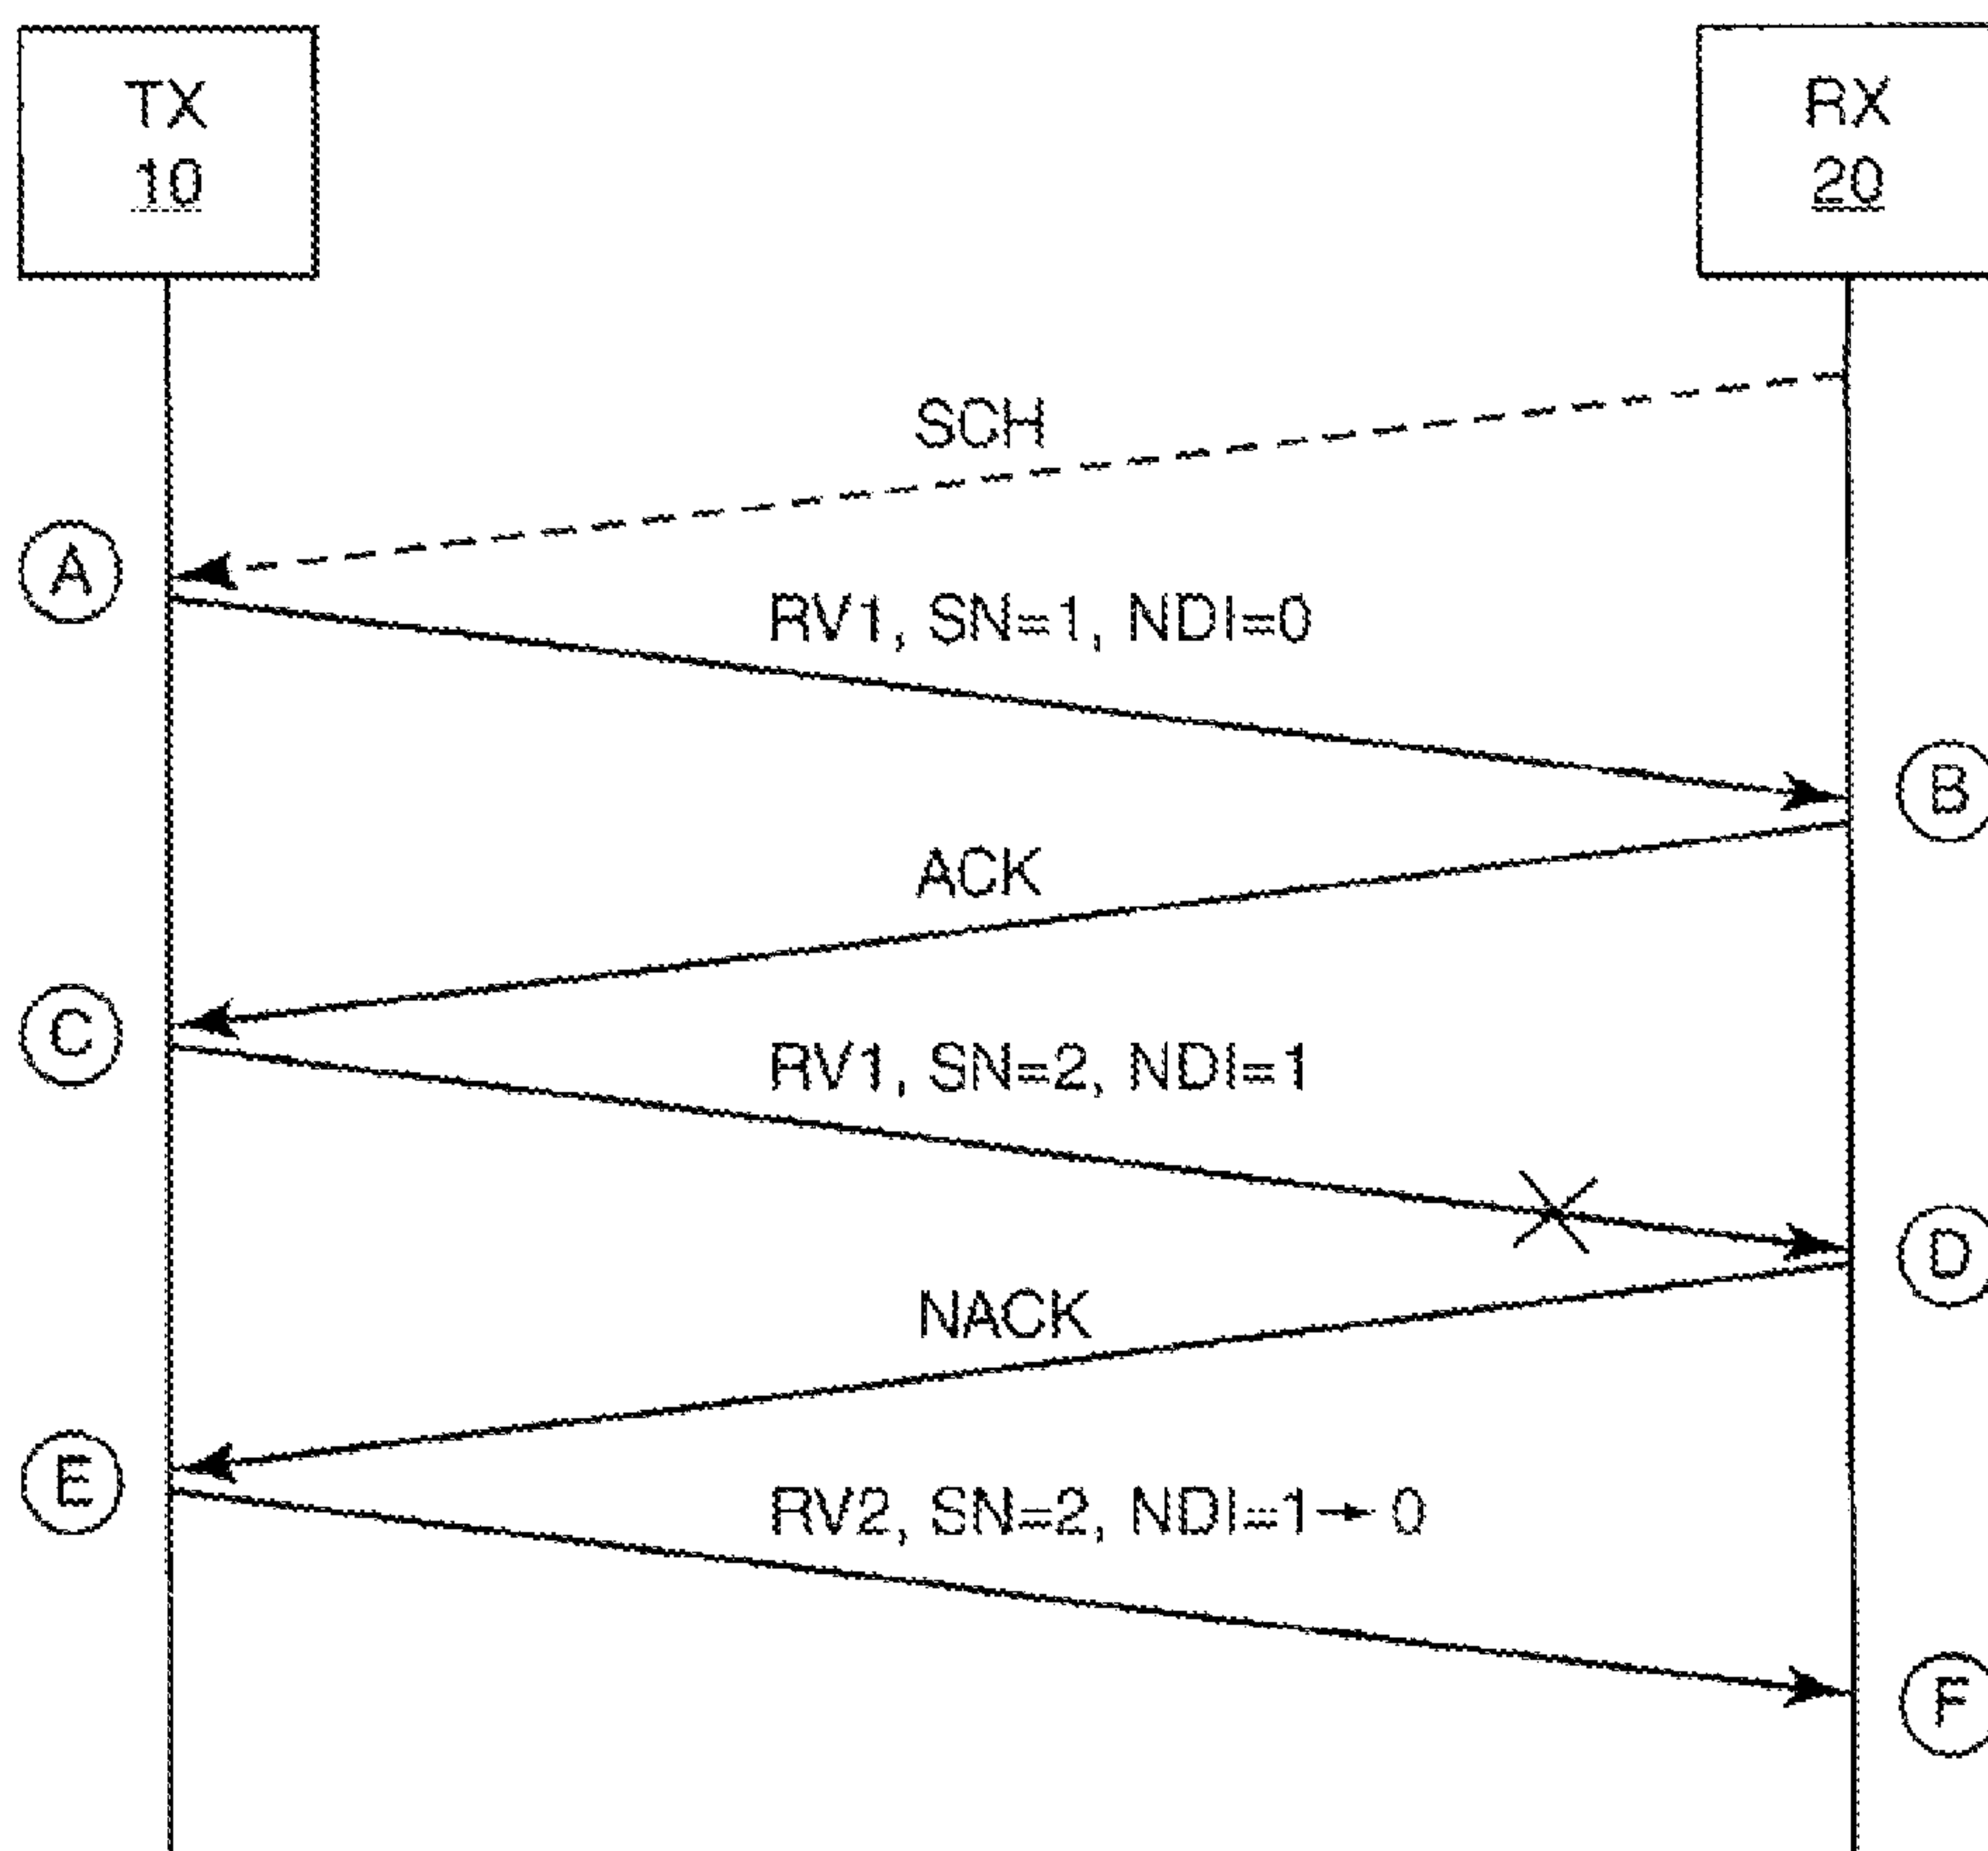 TX
10
RX
20
SCH
A
RV1, SN=1, NDI=0
B
ACK
C
RV1, SN=2, NDI=1
D
NACK
E
RV2, SN=2, NDI=1→ 0
F